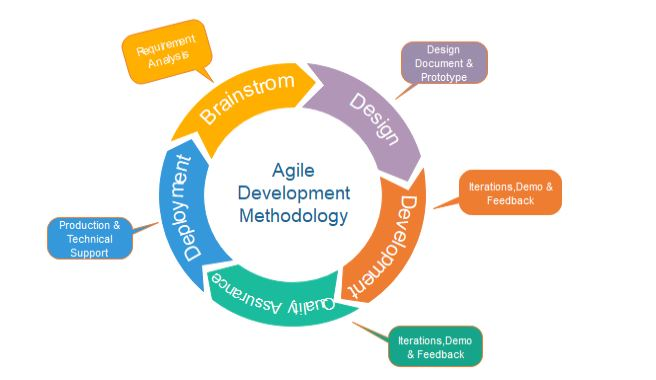 Requirement
Analysis
Brainstrom
Design
Document &
Prototype
Design
Iterations,Demo &
Feedback
Development
Iterations,Demo
& Feedback
Quality Assurance
Production &
Technical
Support
Deployment
Agile
Development
Methodology